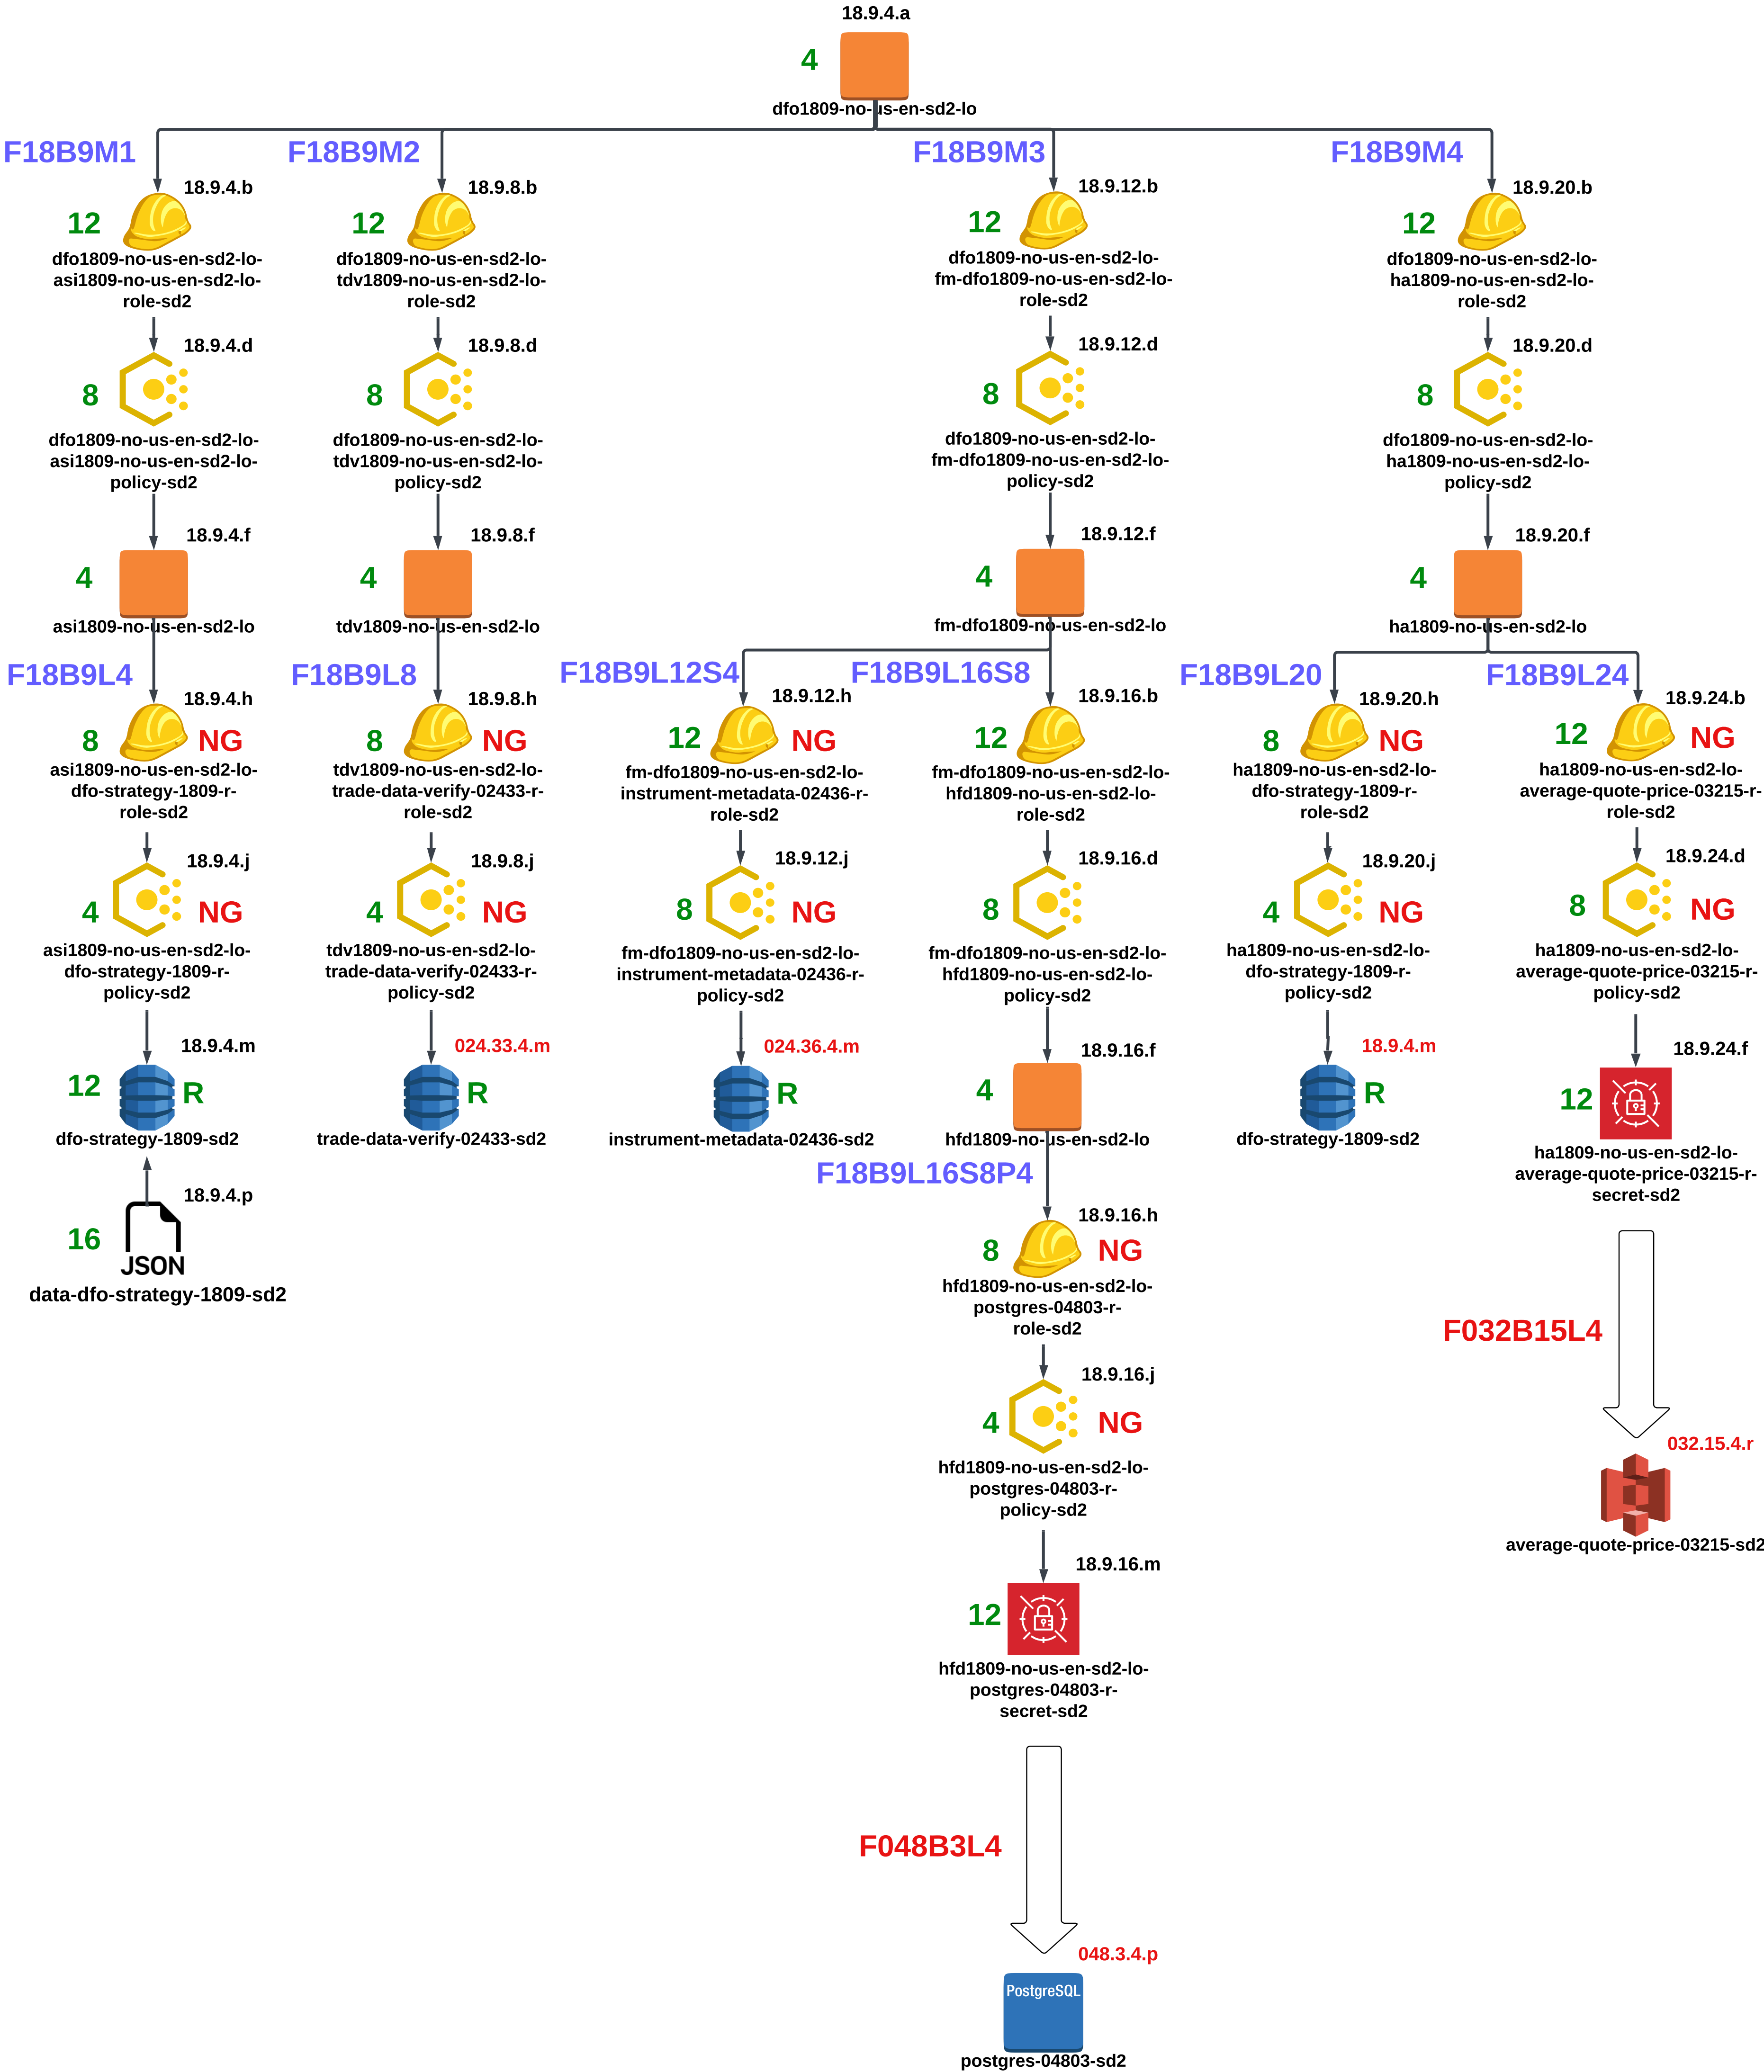 18.9.4.a
4
dfo1809-no-us-en-sd2-lo
F18B9M1
F18B9M2
F18B9M3
F18B9M4
18.9.4.b
12
dfo1809-no-us-en-sd2-lo-
asi1809-no-us-en-sd2-lo-
role-sd2
18.9.8.b
12
dfo1809-no-us-en-sd2-lo-
tdv1809-no-us-en-sd2-lo-
role-sd2
18.9.12.b
12
dfo1809-no-us-en-sd2-lo-
fm-dfo1809-no-us-en-sd2-lo-
role-sd2
18.9.20.b
12
dfo1809-no-us-en-sd2-lo-
ha1809-no-us-en-sd2-lo-
role-sd2
18.9.4.d
8
dfo1809-no-us-en-sd2-lo-
asi1809-no-us-en-sd2-lo-
policy-sd2
18.9.8.d
8
dfo1809-no-us-en-sd2-lo-
tdv1809-no-us-en-sd2-lo-
policy-sd2
18.9.12.d
8
dfo1809-no-us-en-sd2-lo-
fm-dfo1809-no-us-en-sd2-lo-
policy-sd2
18.9.20.d
8
dfo1809-no-us-en-sd2-lo-
ha1809-no-us-en-sd2-lo-
policy-sd2
18.9.4.f
4
asi1809-no-us-en-sd2-lo
18.9.8.f
4
tdv1809-no-us-en-sd2-lo
18.9.12.f
4
fm-dfo1809-no-us-en-sd2-lo
18.9.20.f
4
ha1809-no-us-en-sd2-lo
F18B9L4
F18B9L8
F18B9L12S4
F18B9L16S8
F18B9L20
F18B9L24
18.9.4.h
8
NG
asi1809-no-us-en-sd2-lo-
dfo-strategy-1809-r-
role-sd2
18.9.8.h
8
NG
tdv1809-no-us-en-sd2-lo-
trade-data-verify-02433-r-
role-sd2
18.9.12.h
12
NG
fm-dfo1809-no-us-en-sd2-lo-
instrument-metadata-02436-r-
role-sd2
18.9.16.b
12
fm-dfo1809-no-us-en-sd2-lo-
hfd1809-no-us-en-sd2-lo-
role-sd2
18.9.20.h
8
NG
ha1809-no-us-en-sd2-lo-
dfo-strategy-1809-r-
role-sd2
18.9.24.b
12
NG
ha1809-no-us-en-sd2-lo-
average-quote-price-03215-r-
role-sd2
18.9.4.j
4
NG
asi1809-no-us-en-sd2-lo-
dfo-strategy-1809-r-
policy-sd2
18.9.8.j
4
NG
tdv1809-no-us-en-sd2-lo-
trade-data-verify-02433-r-
policy-sd2
18.9.12.j
8
NG
fm-dfo1809-no-us-en-sd2-lo-
instrument-metadata-02436-r-
policy-sd2
18.9.16.d
8
fm-dfo1809-no-us-en-sd2-lo-
hfd1809-no-us-en-sd2-lo-
policy-sd2
18.9.20.j
4
NG
ha1809-no-us-en-sd2-lo-
dfo-strategy-1809-r-
policy-sd2
18.9.24.d
8
NG
ha1809-no-us-en-sd2-lo-
average-quote-price-03215-r-
policy-sd2
18.9.4.m
12
R
dfo-strategy-1809-sd2
024.33.4.m
R
trade-data-verify-02433-sd2
024.36.4.m
R
instrument-metadata-02436-sd2
18.9.16.f
4
hfd1809-no-us-en-sd2-lo
18.9.4.m
R
dfo-strategy-1809-sd2
18.9.24.f
12
ha1809-no-us-en-sd2-lo-
average-quote-price-03215-r-
secret-sd2
18.9.4.p
16
JSON
data-dfo-strategy-1809-sd2
F18B9L16S8P4
18.9.16.h
8
NG
hfd1809-no-us-en-sd2-lo-
postgres-04803-r-
role-sd2
F032B15L4
18.9.16.j
4
NG
hfd1809-no-us-en-sd2-lo-
postgres-04803-r-
policy-sd2
032.15.4.r
average-quote-price-03215-sd2
18.9.16.m
12
hfd1809-no-us-en-sd2-lo-
postgres-04803-r-
secret-sd2
F048B3L4
048.3.4.p
PostgreSQL
postgres-04803-sd2